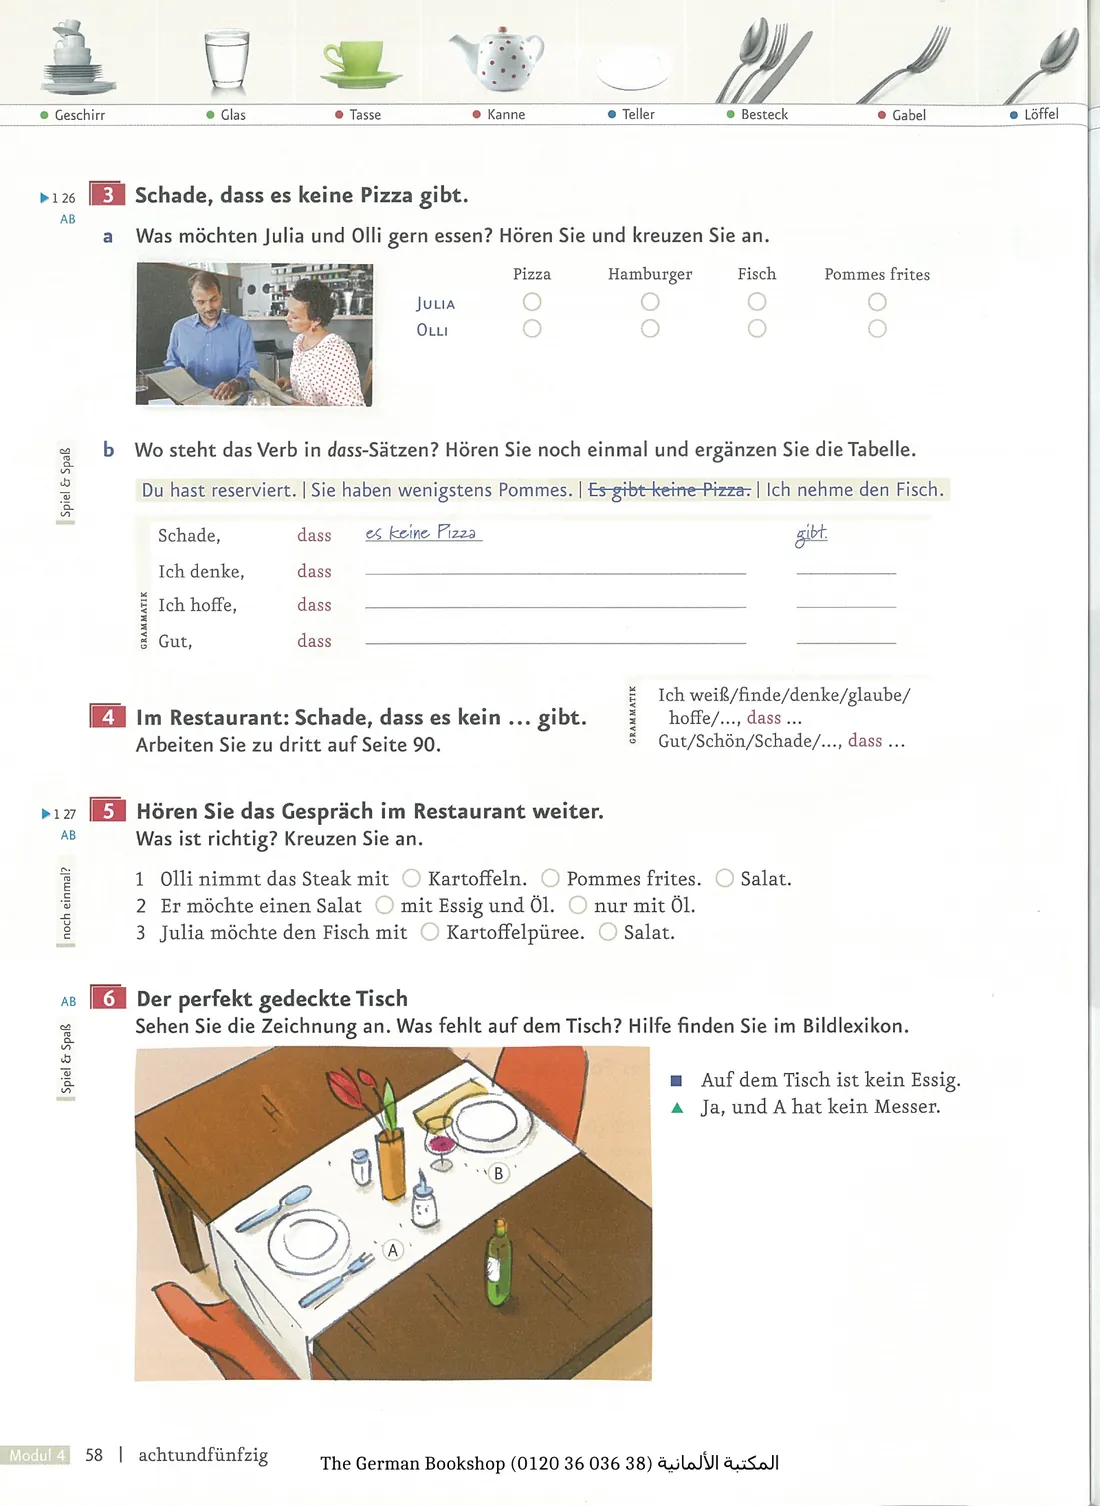 Geschirr Glas Tasse Kanne Teller Besteck Gabel Löffel
▶ 1 26 3 Schade, dass es keine Pizza gibt.
AB
a Was möchten Julia und Olli gern essen? Hören Sie und kreuzen Sie an.
Pizza Hamburger Fisch Pommes frites
JULIA
OLLI
Spiel & Spaß
b Wo steht das Verb in dass-Sätzen? Hören Sie noch einmal und ergänzen Sie die Tabelle.
Du hast reserviert. | Sie haben wenigstens Pommes. | Es gibt keine Pizza. | Ich nehme den Fisch.
GRAMMATIK
Schade, dass es keine Pizza gibt.
Ich denke, dass
Ich hoffe, dass
Gut, dass
4 Im Restaurant: Schade, dass es kein ... gibt.
Arbeiten Sie zu dritt auf Seite 90.
GRAMMATIK
Ich weiß/finde/denke/glaube/
hoffe/..., dass ...
Gut/Schön/Schade/..., dass ...
▶ 1 27 5 Hören Sie das Gespräch im Restaurant weiter.
AB
Was ist richtig? Kreuzen Sie an.
noch einmal?
1 Olli nimmt das Steak mit Kartoffeln. Pommes frites. Salat.
2 Er möchte einen Salat mit Essig und Öl. nur mit Öl.
3 Julia möchte den Fisch mit Kartoffelpüree. Salat.
AB 6 Der perfekt gedeckte Tisch
Spiel & Spaß
Sehen Sie die Zeichnung an. Was fehlt auf dem Tisch? Hilfe finden Sie im Bildlexikon.
■ Auf dem Tisch ist kein Essig.
▲ Ja, und A hat kein Messer.
B
A
Modul 4 58 | achtundfünfzig
The German Bookshop (0120 36 036 38) المكتبة الألمانية